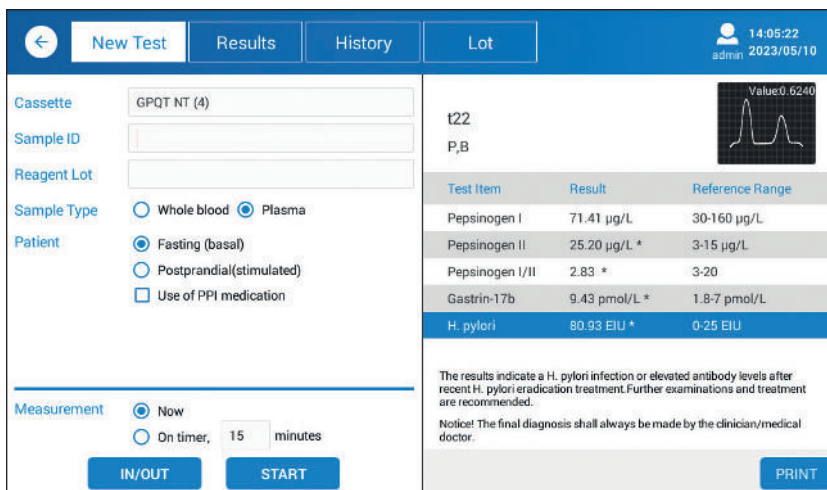 New Test Results History Lot
admin 14:05:22
2023/05/10
Cassette GPQT NT (4)
Sample ID
Reagent Lot
Sample Type Whole blood Plasma
Patient Fasting (basal)
Postprandial(stimulated)
Use of PPI medication
Measurement Now
On timer, 15 minutes
IN/OUT START
t22
P,B
Value:0.6240
Test Item Result Reference Range
Pepsinogen I 71.41 µg/L 30-160 µg/L
Pepsinogen II 25.20 µg/L * 3-15 µg/L
Pepsinogen I/II 2.83 * 3-20
Gastrin-17b 9.43 pmol/L * 1.8-7 pmol/L
H. pylori 80.93 EIU * 0-25 EIU
The results indicate a H. pylori infection or elevated antibody levels after
recent H. pylori eradication treatment.Further examinations and treatment
are recommended.
Notice! The final diagnosis shall always be made by the clinician/medical
doctor.
PRINT